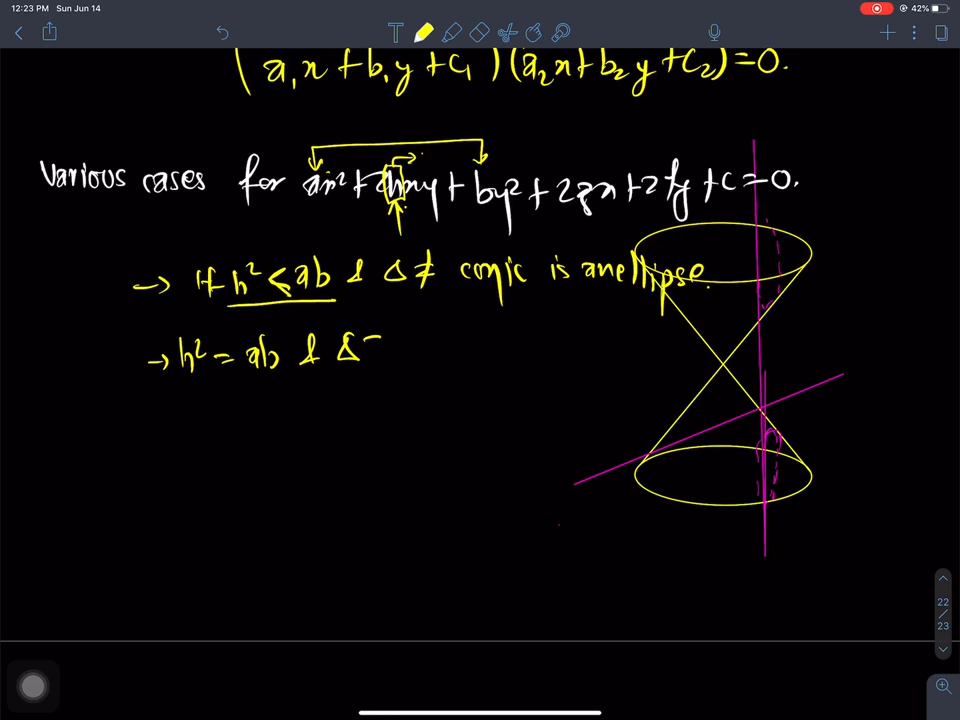 12:23 PM Sun Jun 14
42%
(a₁x + b₁y + c₁)(a₂x + b₂y + c₂) = 0.
Various cases for ax² + 2hxy + by² + 2gx + 2fy + c = 0.
→ If h² < ab & Δ ≠ conic is an ellipse.
→ h² = ab & Δ
22
/
23